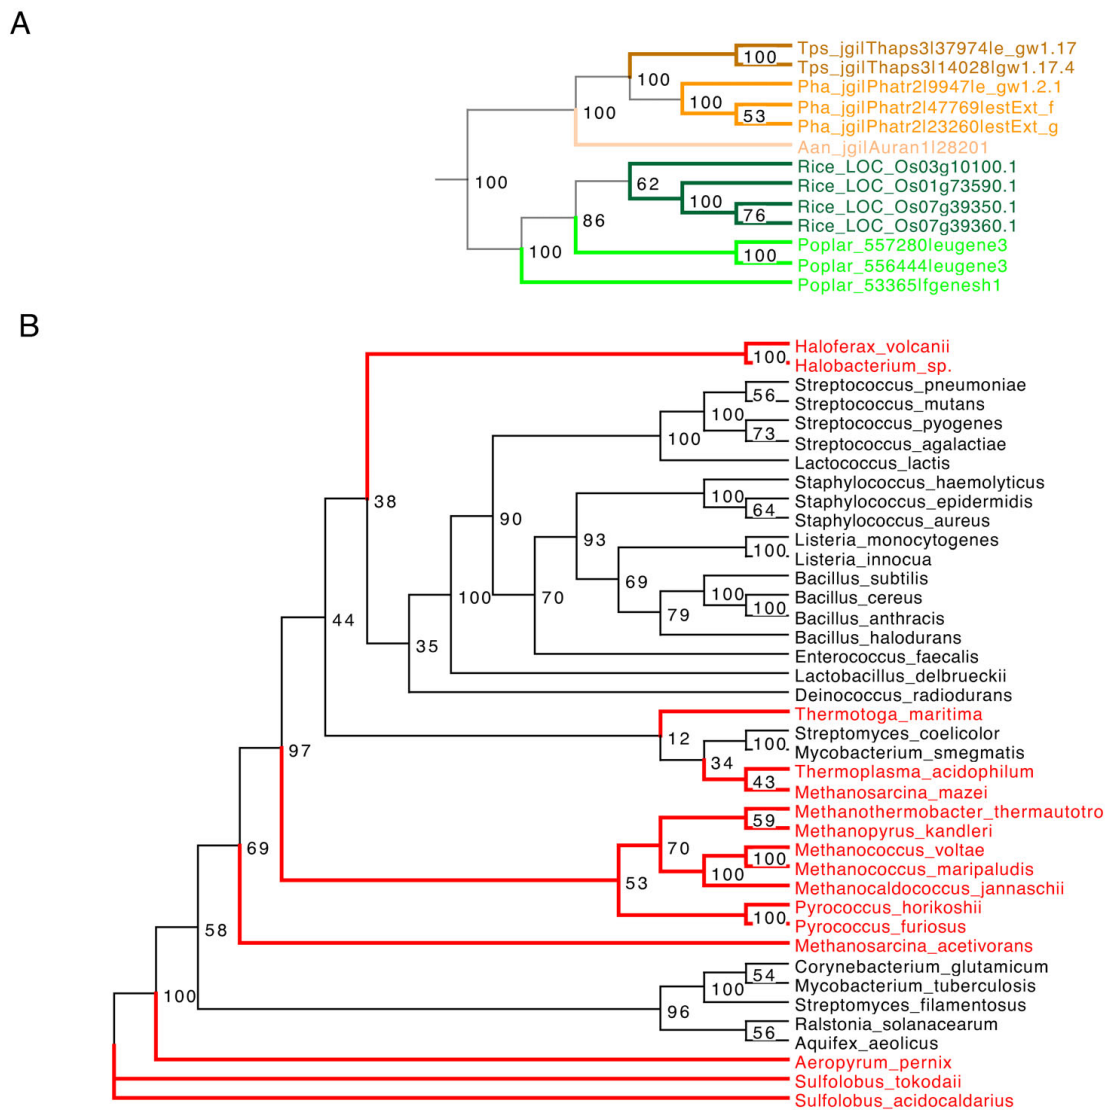 A
Tps_jgi|Thaps3|37974|e_gw1.17
100
Tps_jgi|Thaps3|14028|gw1.17.4
100
Pha_jgi|Phatr2|9947|e_gw1.2.1
100
Pha_jgi|Phatr2|47769|estExt_f
100
53
Pha_jgi|Phatr2|23260|estExt_g
Aan_jgi|Auran1|28201
Rice_LOC_Os03g10100.1
100
62
Rice_LOC_Os01g73590.1
100
Rice_LOC_Os07g39350.1
86
76
Rice_LOC_Os07g39360.1
Poplar_557280|eugene3
100
100
Poplar_556444|eugene3
Poplar_53365|fgenesh1
B
Haloferax_volcanii
100
Halobacterium_sp.
Streptococcus_pneumoniae
56
Streptococcus_mutans
100
Streptococcus_pyogenes
100
73
Streptococcus_agalactiae
Lactococcus_lactis
Staphylococcus_haemolyticus
100
38
Staphylococcus_epidermidis
64
90
Staphylococcus_aureus
93
Listeria_monocytogenes
100
Listeria_innocua
69
Bacillus_subtilis
100
100
70
Bacillus_cereus
100
79
Bacillus_anthracis
44
Bacillus_halodurans
35
Enterococcus_faecalis
Lactobacillus_delbrueckii
Deinococcus_radiodurans
Thermotoga_maritima
12
Streptomyces_coelicolor
100
97
Mycobacterium_smegmatis
34
Thermoplasma_acidophilum
43
Methanosarcina_mazei
Methanothermobacter_thermautotro
59
Methanopyrus_kandleri
69
70
Methanococcus_voltae
100
Methanococcus_maripaludis
100
53
Methanocaldococcus_jannaschii
Pyrococcus_horikoshii
100
Pyrococcus_furiosus
58
Methanosarcina_acetivorans
Corynebacterium_glutamicum
54
Mycobacterium_tuberculosis
100
100
Streptomyces_filamentosus
96
Ralstonia_solanacearum
56
Aquifex_aeolicus
Aeropyrum_pernix
Sulfolobus_tokodaii
Sulfolobus_acidocaldarius